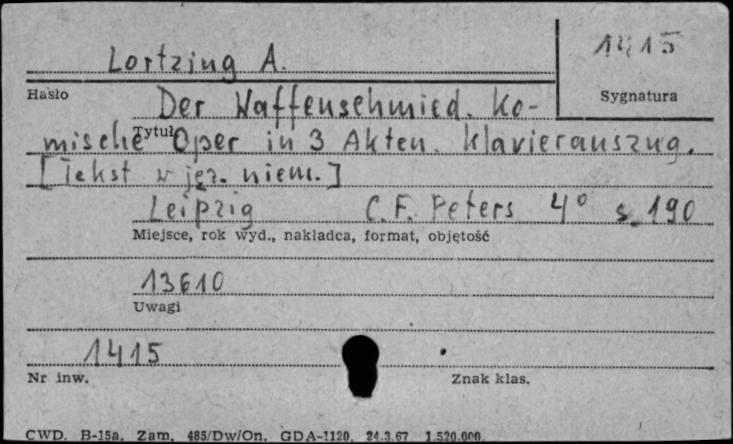 Lortzing A.
1415
Hasło
Sygnatura
Der Waffenschmied. Ko-
Tytuł
mische Oper in 3 Akten. Klavierauszug.
[Tekst w jęz. niem.]
Leipzig C. F. Peters 4° s. 190
Miejsce, rok wyd., nakładca, format, objętość
13610
Uwagi
1415
Nr inw.
Znak klas.
CWD. B-15a. Zam. 485/Dw/On. GDA-1120. 24.3.67 1.520.000.